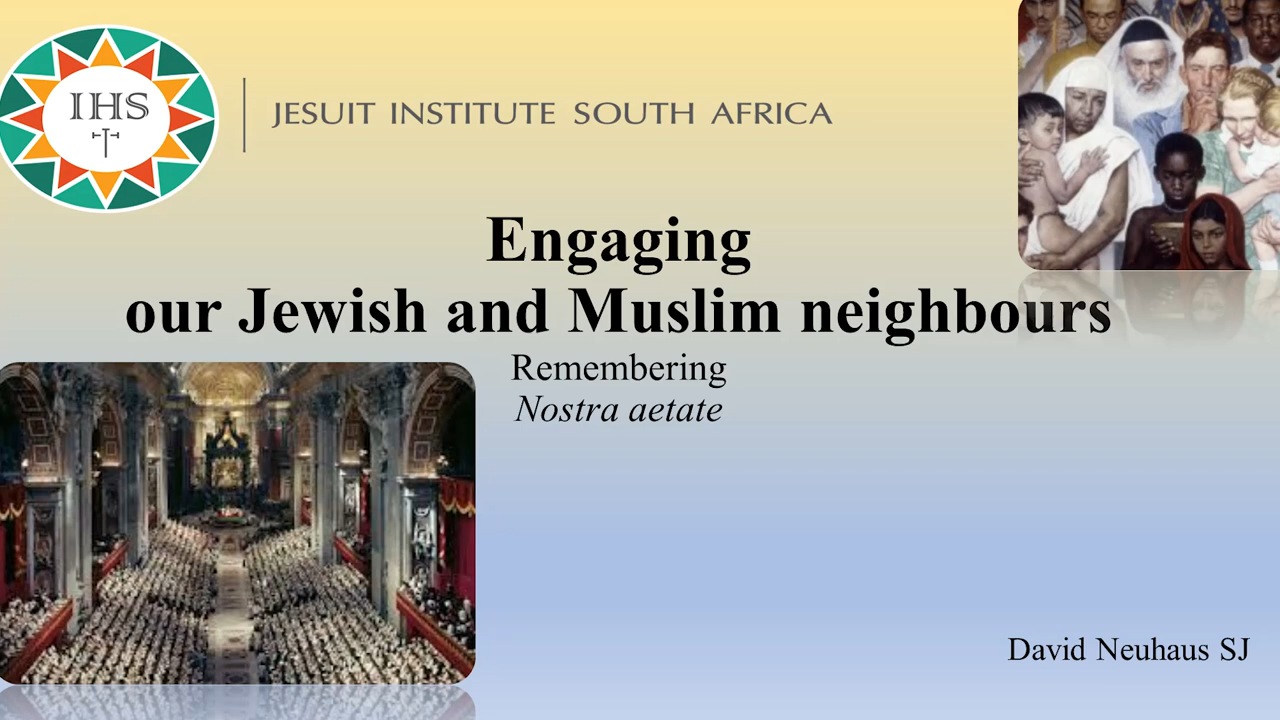 IHS
JESUIT INSTITUTE SOUTH AFRICA
Engaging
our Jewish and Muslim neighbours
Remembering
Nostra aetate
David Neuhaus SJ